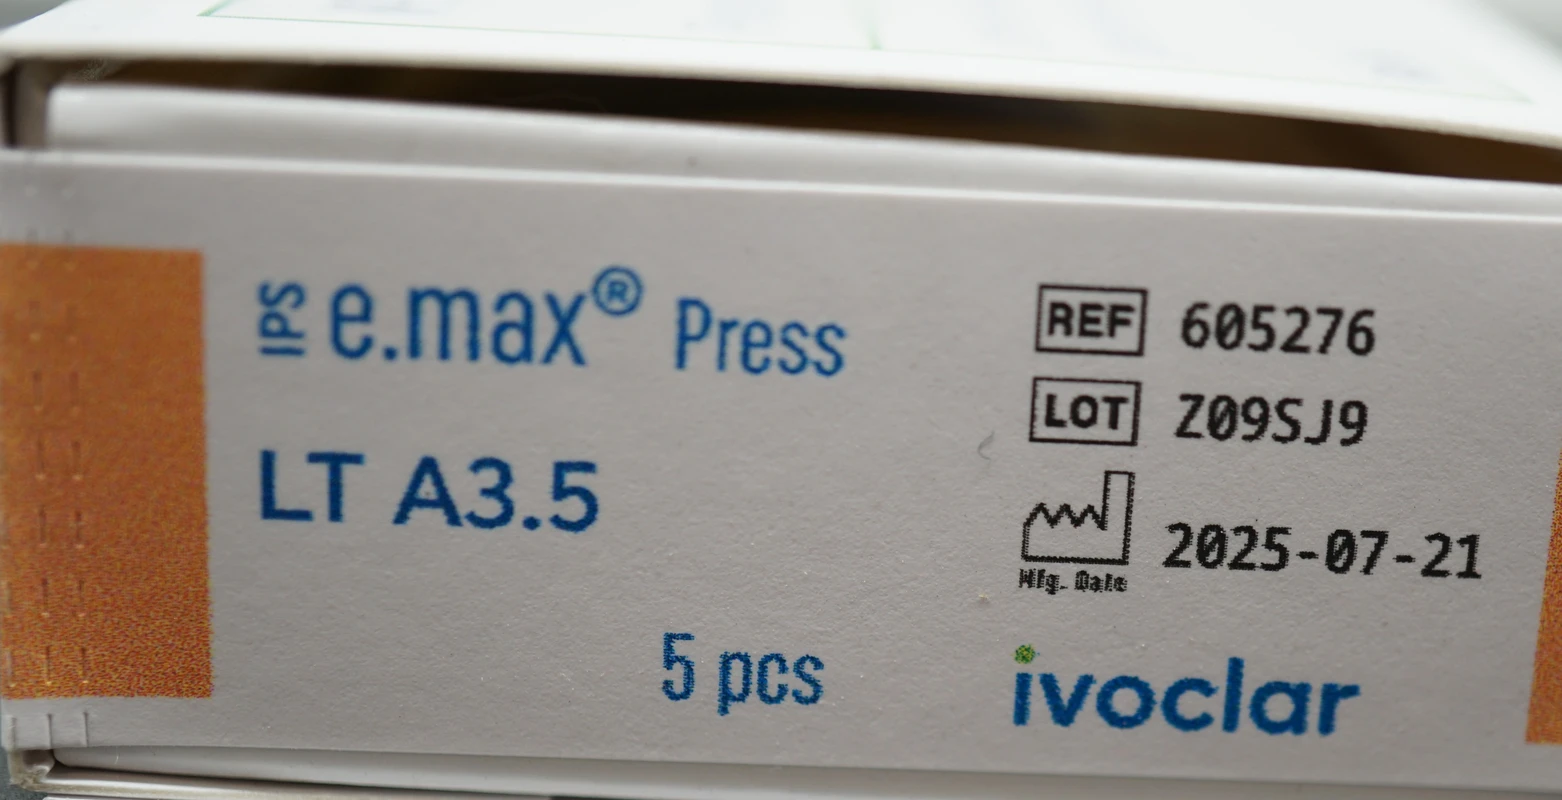 IPS e.max® Press
LT A3.5
5 pcs
REF 605276
LOT Z09SJ9
2025-07-21
Mfg. Date
ivoclar